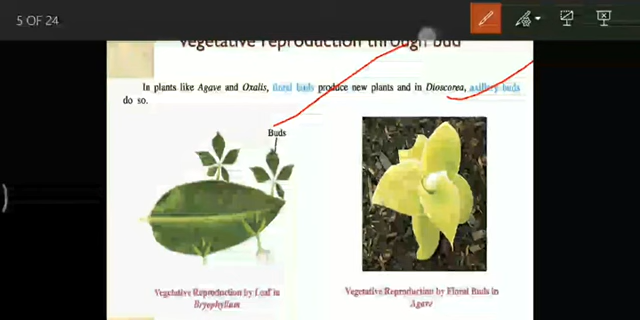 5 OF 24
Vegetative reproduction through bud
In plants like Agave and Oxalis, floral buds produce new plants and in Dioscorea, axillary buds
do so.
Buds
Vegetative Reproduction by Leaf in
Bryophyllum
Vegetative Reproduction by Floral Buds in
Agave